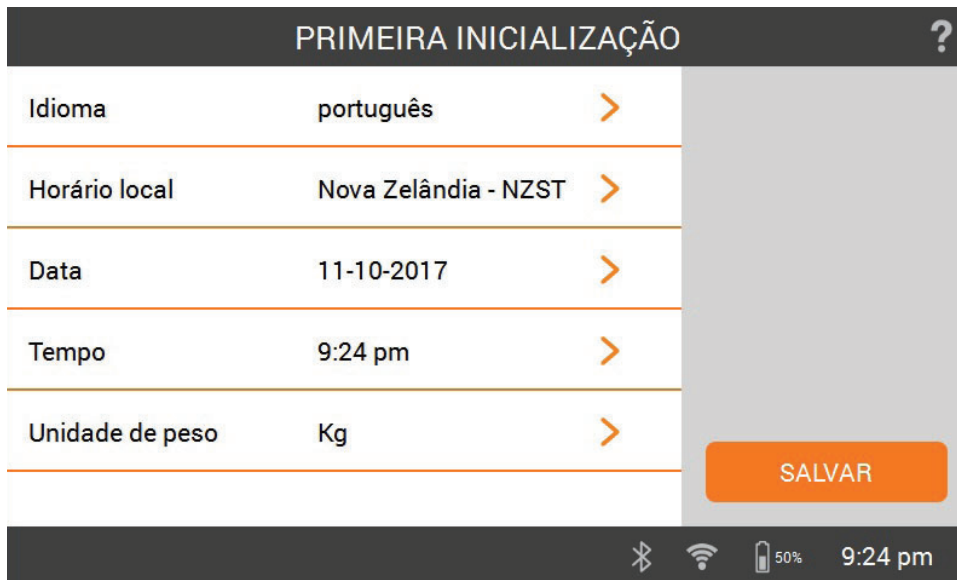 PRIMEIRA INICIALIZAÇÃO ?
Idioma português
Horário local Nova Zelândia - NZST
Data 11-10-2017
Tempo 9:24 pm
Unidade de peso Kg
SALVAR
50% 9:24 pm